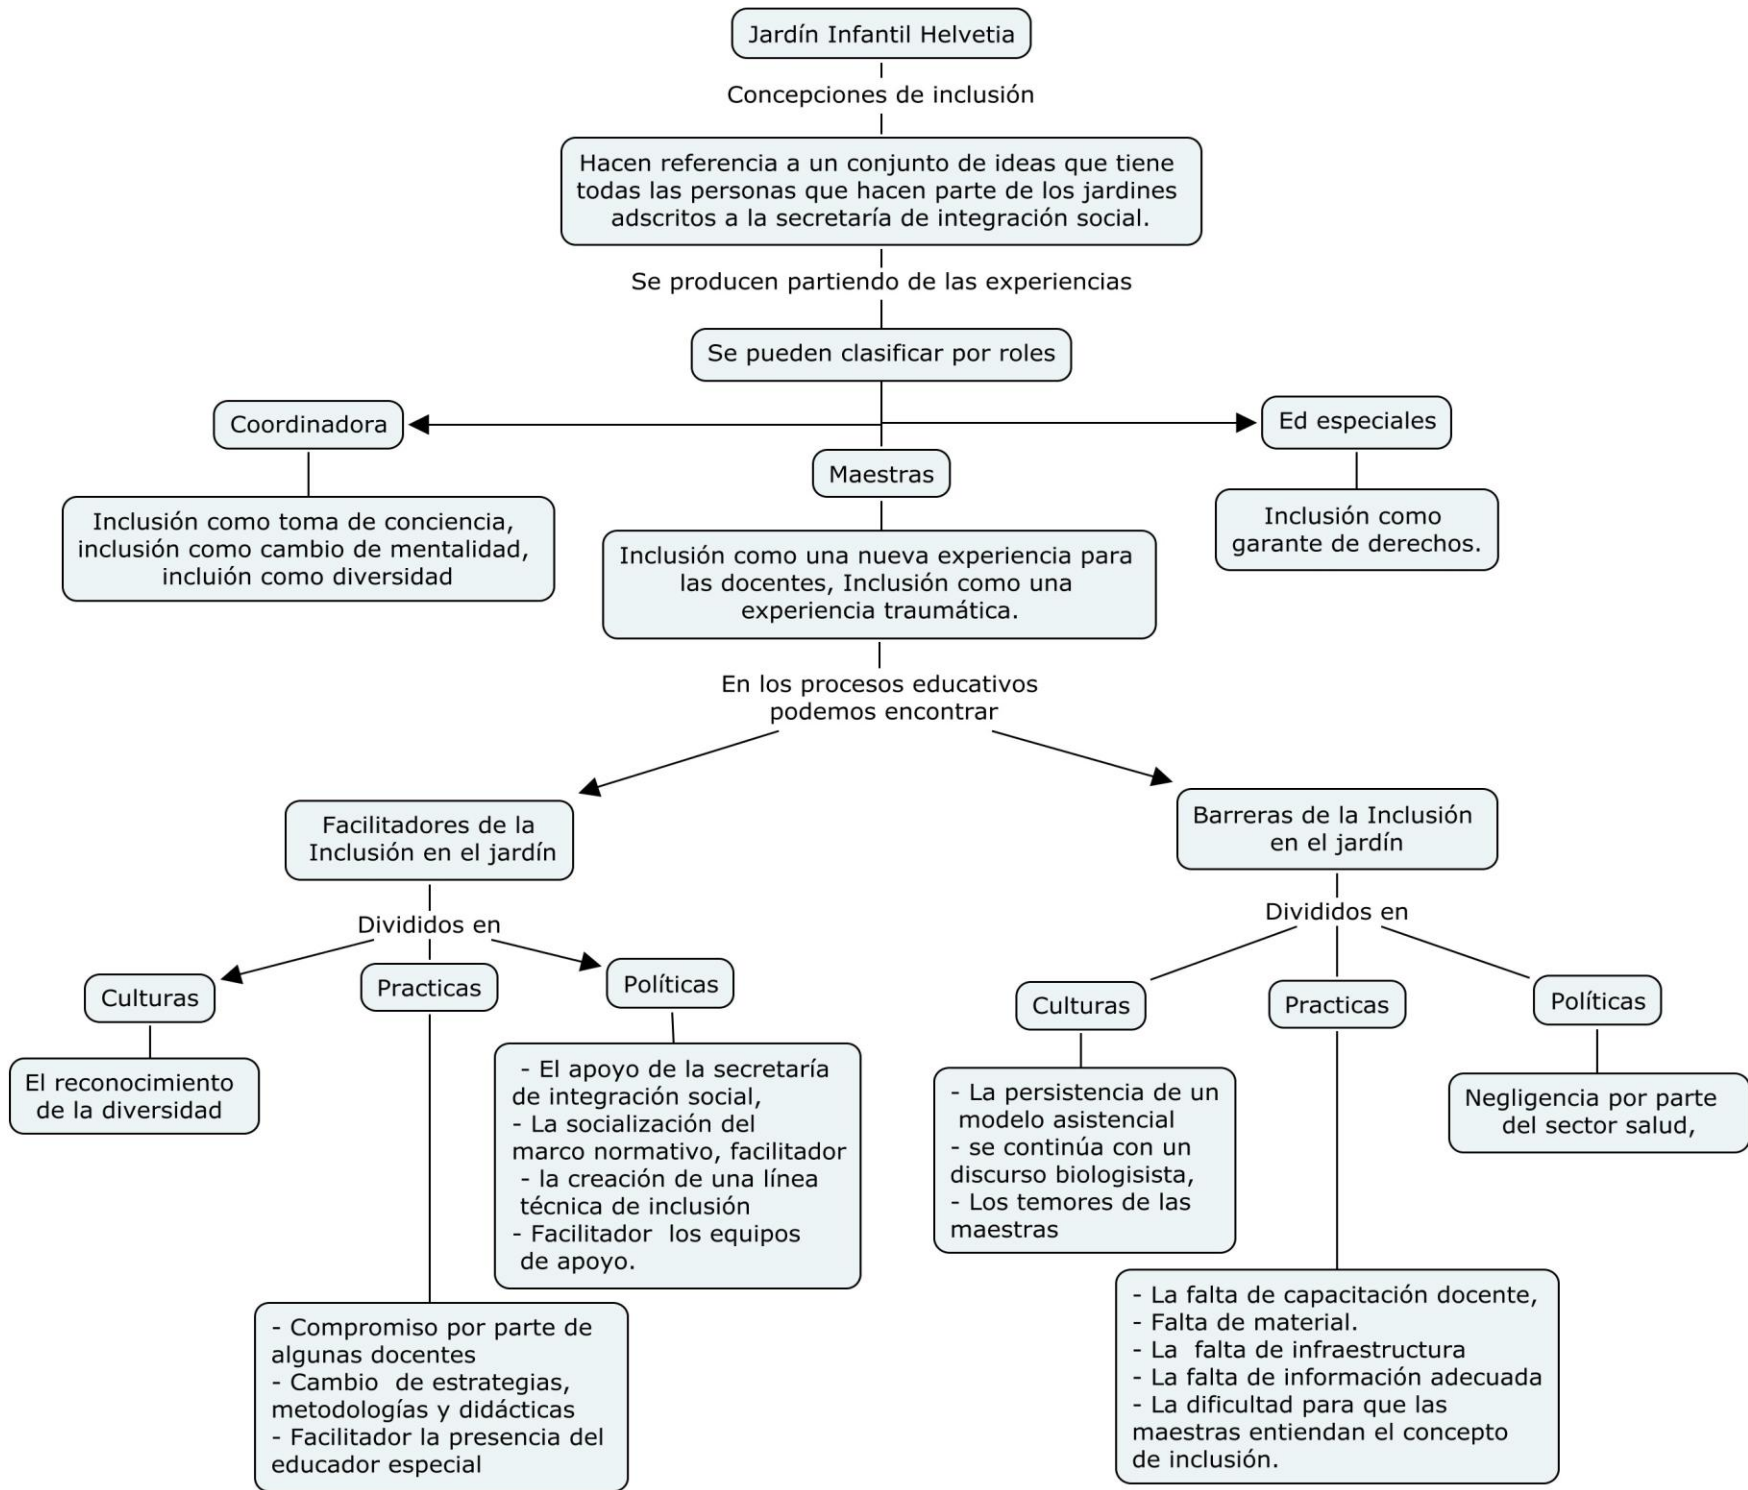 Jardín Infantil Helvetia
Concepciones de inclusión
Hacen referencia a un conjunto de ideas que tiene
todas las personas que hacen parte de los jardines
adscritos a la secretaría de integración social.
Se producen partiendo de las experiencias
Se pueden clasificar por roles
Coordinadora
Inclusión como toma de conciencia,
inclusión como cambio de mentalidad,
incluión como diversidad
Maestras
Inclusión como una nueva experiencia para
las docentes, Inclusión como una
experiencia traumática.
Ed especiales
Inclusión como
garante de derechos.
En los procesos educativos
podemos encontrar
Facilitadores de la
Inclusión en el jardín
Divididos en
Culturas
El reconocimiento
de la diversidad
Practicas
- Compromiso por parte de
algunas docentes
- Cambio de estrategias,
metodologías y didácticas
- Facilitador la presencia del
educador especial
Políticas
- El apoyo de la secretaría
de integración social,
- La socialización del
marco normativo, facilitador
- la creación de una línea
técnica de inclusión
- Facilitador los equipos
de apoyo.
Barreras de la Inclusión
en el jardín
Divididos en
Culturas
- La persistencia de un
modelo asistencial
- se continúa con un
discurso biologisista,
- Los temores de las
maestras
Practicas
- La falta de capacitación docente,
- Falta de material.
- La falta de infraestructura
- La falta de información adecuada
- La dificultad para que las
maestras entiendan el concepto
de inclusión.
Políticas
Negligencia por parte
del sector salud,